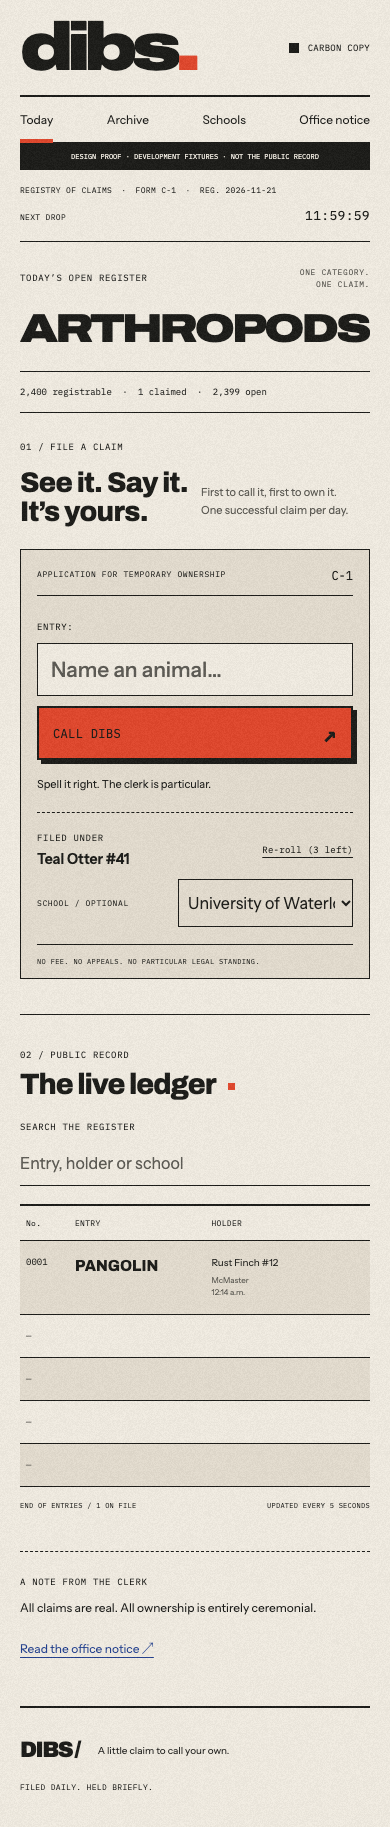 dibs.
CARBON COPY
Today Archive Schools Office notice
DESIGN PROOF · DEVELOPMENT FIXTURES · NOT THE PUBLIC RECORD
REGISTRY OF CLAIMS · FORM C-1 · REG. 2026-11-21
NEXT DROP 11:59:59
TODAY'S OPEN REGISTER
ONE CATEGORY.
ONE CLAIM.
ARTHROPODS
2,400 registrable · 1 claimed · 2,399 open
01 / FILE A CLAIM
See it. Say it.
It's yours.
First to call it, first to own it.
One successful claim per day.
APPLICATION FOR TEMPORARY OWNERSHIP C-1
ENTRY:
Name an animal…
CALL DIBS ↗
Spell it right. The clerk is particular.
FILED UNDER
Teal Otter #41
Re-roll (3 left)
SCHOOL / OPTIONAL
University of Waterl
NO FEE. NO APPEALS. NO PARTICULAR LEGAL STANDING.
02 / PUBLIC RECORD
The live ledger
SEARCH THE REGISTER
Entry, holder or school
No. ENTRY HOLDER
0001 PANGOLIN Rust Finch #12
McMaster
12:14 a.m.
—
—
—
—
END OF ENTRIES / 1 ON FILE UPDATED EVERY 5 SECONDS
A NOTE FROM THE CLERK
All claims are real. All ownership is entirely ceremonial.
Read the office notice ↗
DIBS/ A little claim to call your own.
FILED DAILY. HELD BRIEFLY.